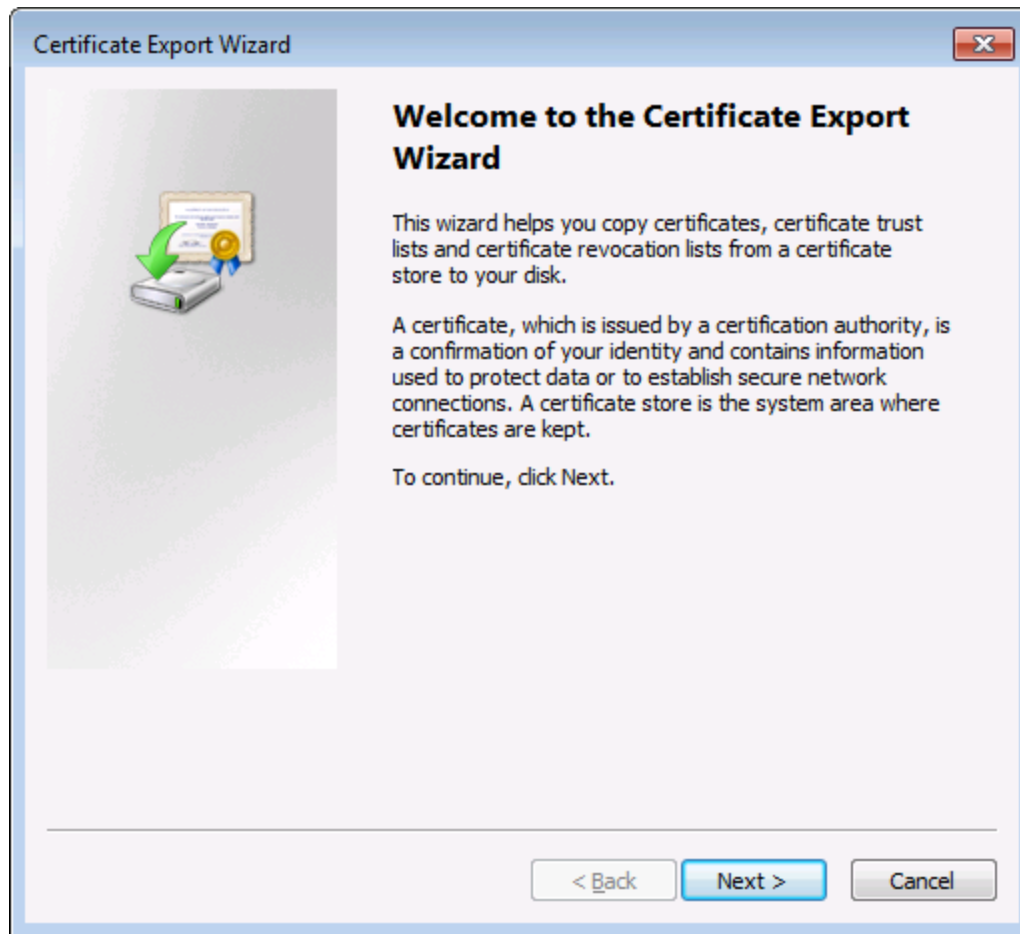 Certificate Export Wizard
Welcome to the Certificate Export
Wizard
This wizard helps you copy certificates, certificate trust
lists and certificate revocation lists from a certificate
store to your disk.
A certificate, which is issued by a certification authority, is
a confirmation of your identity and contains information
used to protect data or to establish secure network
connections. A certificate store is the system area where
certificates are kept.
To continue, click Next.
< Back
Next >
Cancel